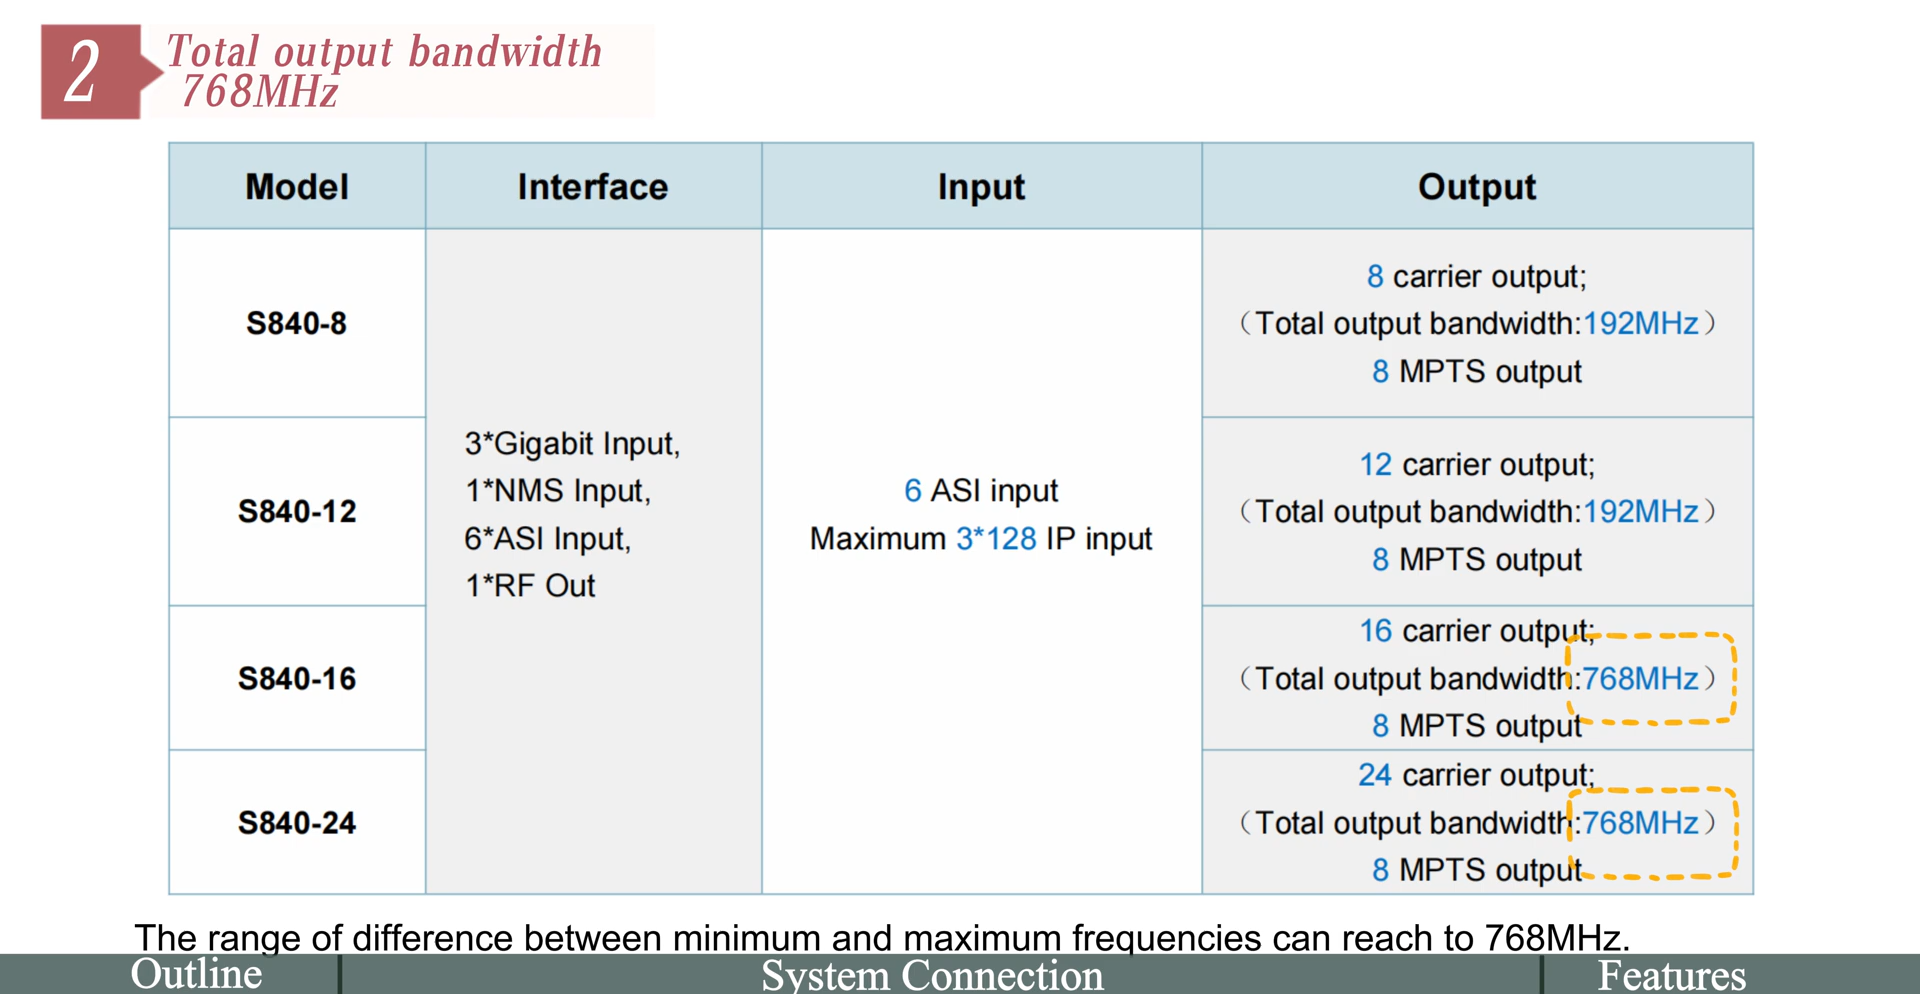 2
Total output bandwidth
768MHz
Model Interface Input Output
S840-8
3*Gigabit Input,
1*NMS Input,
6*ASI Input,
1*RF Out
6 ASI input
Maximum 3*128 IP input
8 carrier output;
（Total output bandwidth:192MHz）
8 MPTS output
S840-12
12 carrier output;
（Total output bandwidth:192MHz）
8 MPTS output
S840-16
16 carrier output;
（Total output bandwidth:768MHz）
8 MPTS output
S840-24
24 carrier output;
（Total output bandwidth:768MHz）
8 MPTS output
The range of difference between minimum and maximum frequencies can reach to 768MHz.
Outline System Connection Features